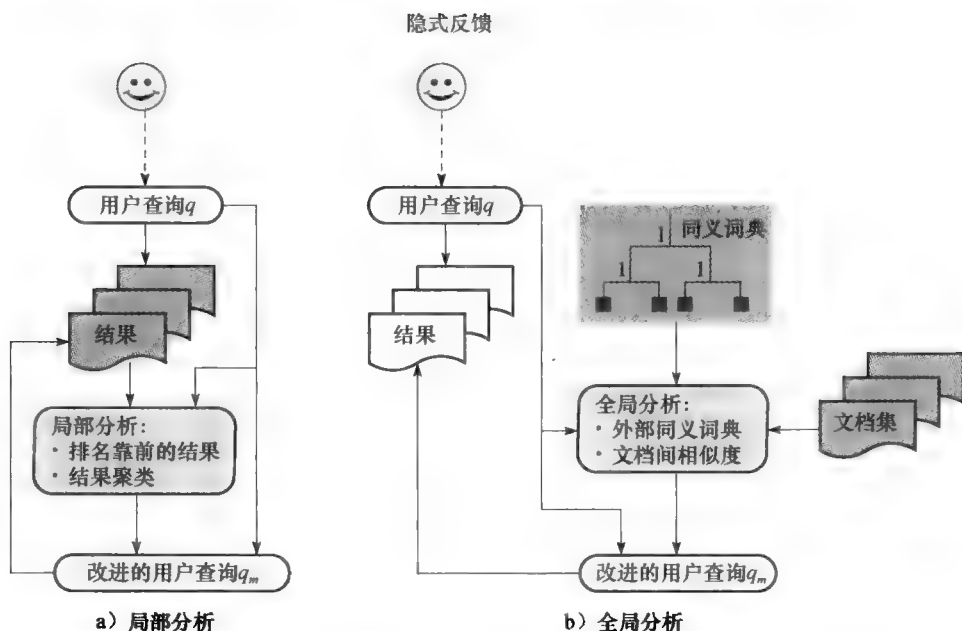 隐式反馈
用户查询q
结果
局部分析:
· 排名靠前的结果
· 结果聚类
改进的用户查询qm
a) 局部分析
用户查询q
同义词典
1
1 1
结果
全局分析:
· 外部同义词典
· 文档间相似度
文档集
改进的用户查询qm
b) 全局分析